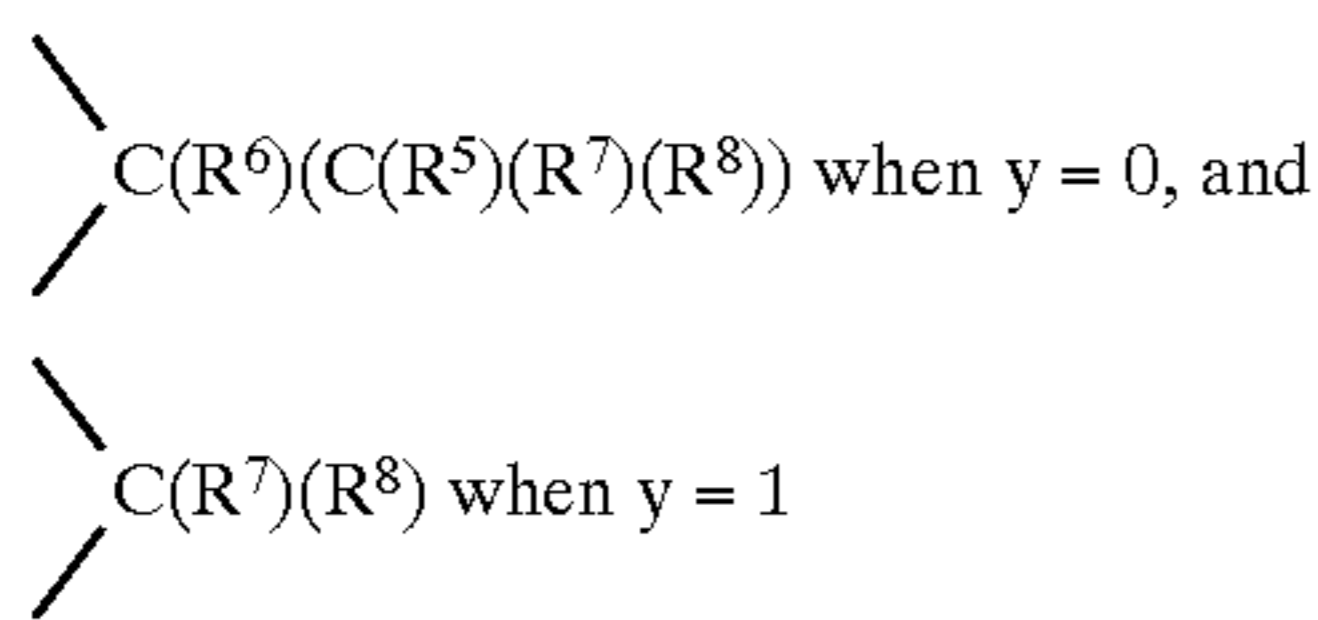 C(R⁶)(C(R⁵)(R⁷)(R⁸)) when y = 0, and
C(R⁷)(R⁸) when y = 1